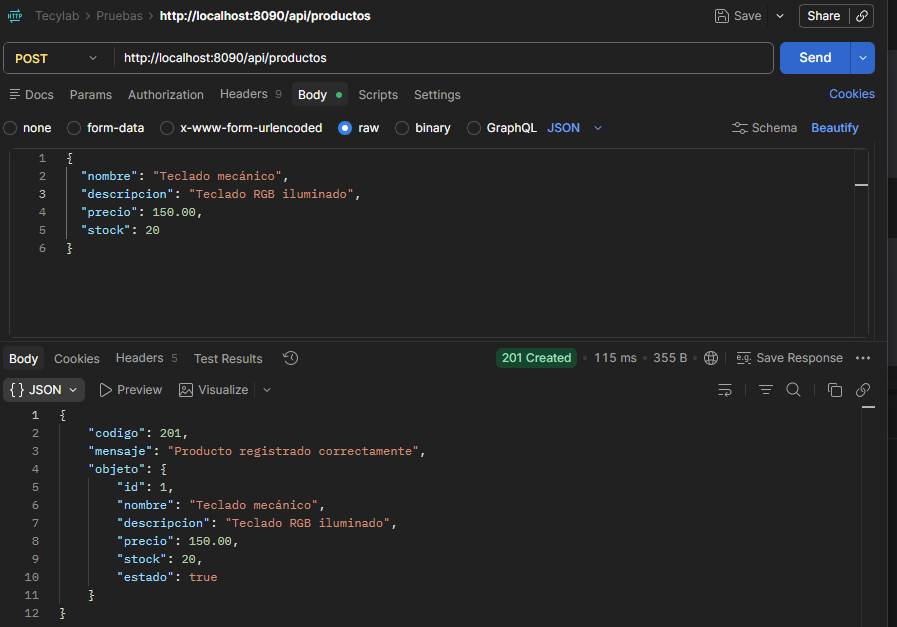 HTTP Tecylab > Pruebas > http://localhost:8090/api/productos Save Share
POST http://localhost:8090/api/productos Send
Docs Params Authorization Headers 9 Body Scripts Settings Cookies
none form-data x-www-form-urlencoded raw binary GraphQL JSON Schema Beautify
1 {
2 "nombre": "Teclado mecánico",
3 "descripcion": "Teclado RGB iluminado",
4 "precio": 150.00,
5 "stock": 20
6 }
Body Cookies Headers 5 Test Results 201 Created • 115 ms • 355 B • e.g. Save Response •••
{} JSON Preview Visualize
1 {
2 "codigo": 201,
3 "mensaje": "Producto registrado correctamente",
4 "objeto": {
5 "id": 1,
6 "nombre": "Teclado mecánico",
7 "descripcion": "Teclado RGB iluminado",
8 "precio": 150.00,
9 "stock": 20,
10 "estado": true
11 }
12 }